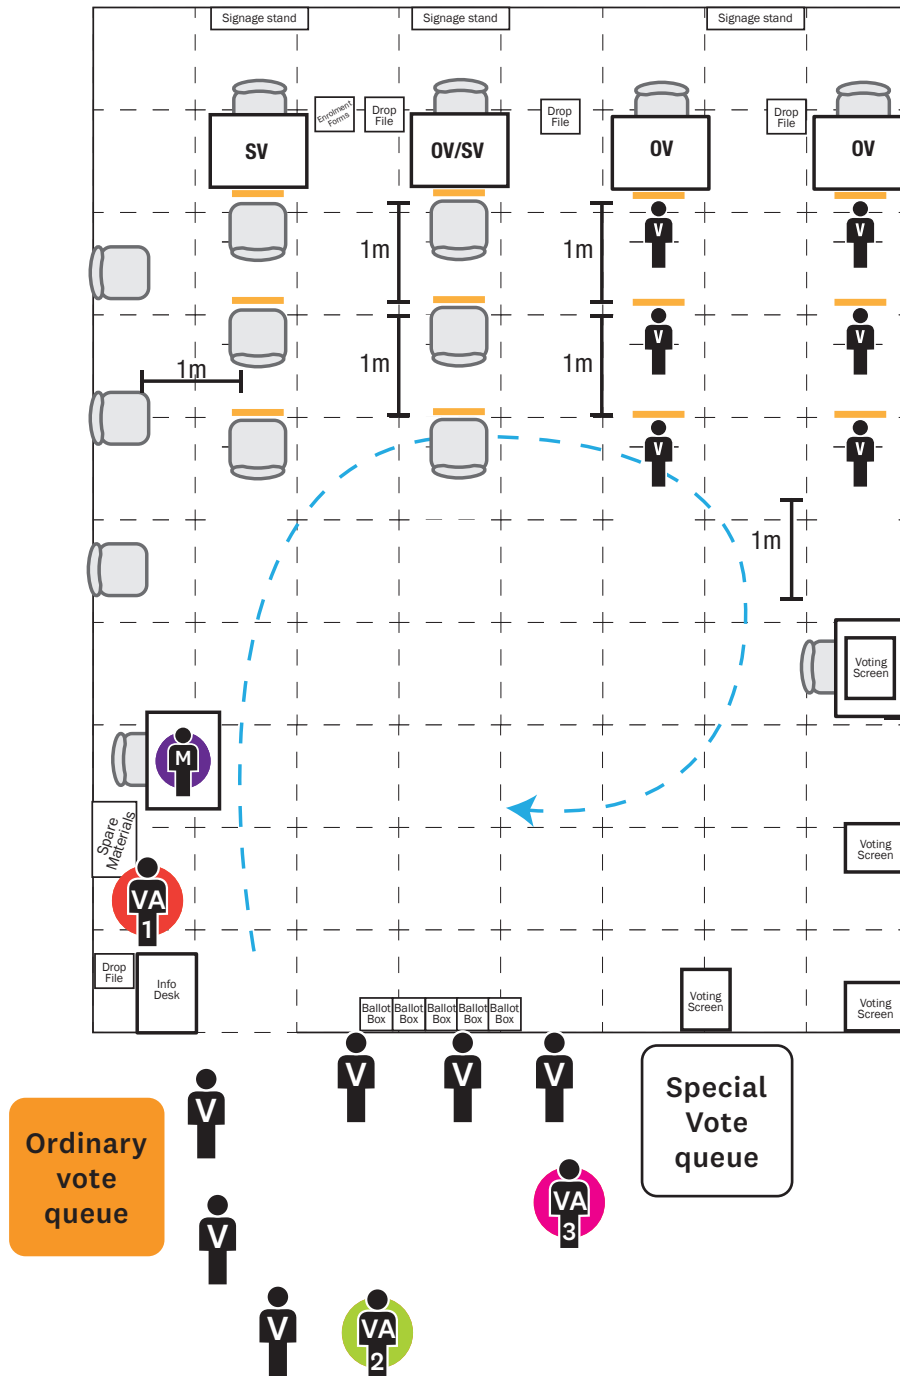 Signage stand
Signage stand
Signage stand
Enrolment
Forms
Drop
File
Drop
File
Drop
File
SV
OV/SV
OV
OV
V
V
1m
1m
V
V
1m
1m
1m
V
V
1m
Voting
Screen
M
Spare
Materials
Voting
Screen
VA
1
Drop
File
Info
Desk
Ballot
Box
Ballot
Box
Ballot
Box
Ballot
Box
Ballot
Box
Voting
Screen
Voting
Screen
V
V
V
V
Special
Vote
queue
Ordinary
vote
queue
VA
3
V
V
VA
2